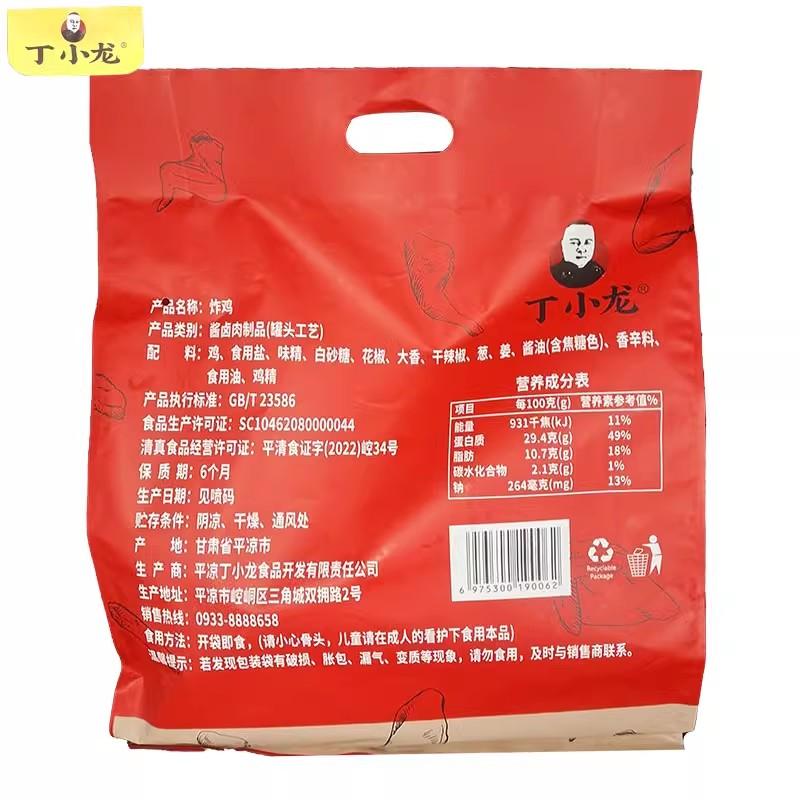 丁小龙®
丁小龙®
产品名称：炸鸡
产品类别：酱卤肉制品(罐头工艺)
配 料：鸡、食用盐、味精、白砂糖、花椒、大香、干辣椒、葱、姜、酱油(含焦糖色)、香辛料、
食用油、鸡精
产品执行标准：GB/T 23586
食品生产许可证：SC10462080000044
清真食品经营许可证：平清食证字(2022)崆34号
保 质 期：6个月
生产日期：见喷码
贮存条件：阴凉、干燥、通风处
产 地：甘肃省平凉市
生 产 商：平凉丁小龙食品开发有限责任公司
生产地址：平凉市崆峒区三角城双拥路2号
销售热线：0933-8888658
食用方法：开袋即食，(请小心骨头，儿童请在成人的看护下食用本品)
温馨提示：若发现包装袋有破损、胀包、漏气、变质等现象，请勿食用，及时与销售商联系。
营养成分表
项目 每100克(g) 营养素参考值%
能量 931千焦(kJ) 11%
蛋白质 29.4克(g) 49%
脂肪 10.7克(g) 18%
碳水化合物 2.1克(g) 1%
钠 264毫克(mg) 13%
6 975300 190062
Recyclable
Package